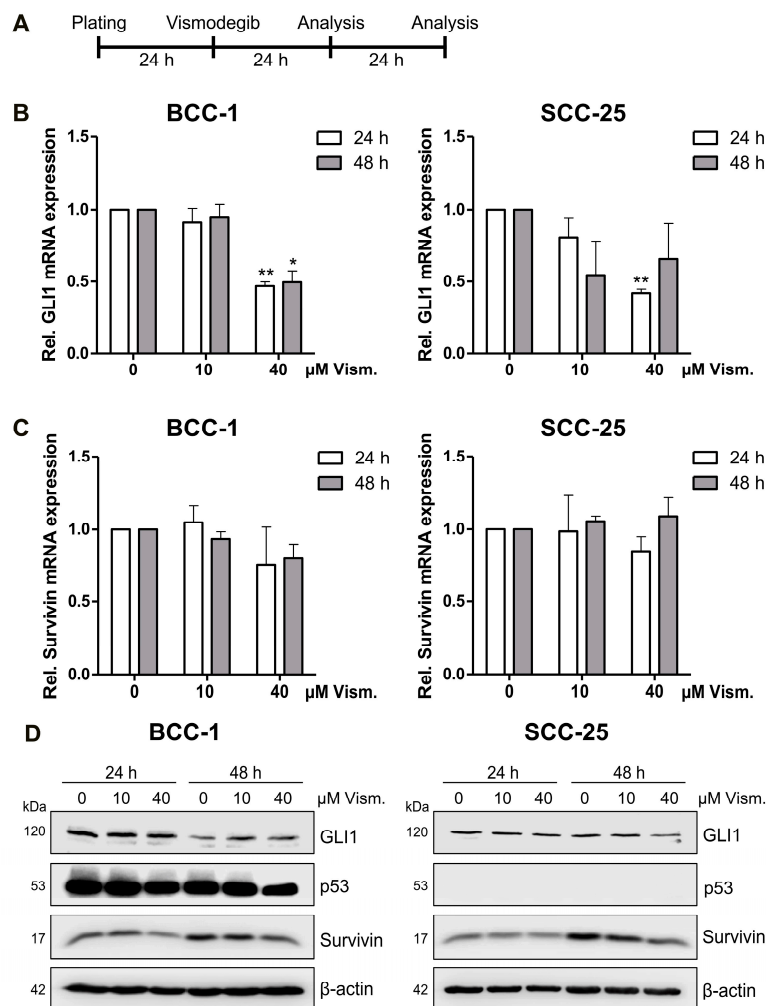 A
Plating Vismodegib Analysis Analysis
24 h 24 h 24 h
B
BCC-1
Rel. GLI1 mRNA expression
1.5
1.0
0.5
0.0
24 h
48 h
** *
0 10 40 µM Vism.
SCC-25
Rel. GLI1 mRNA expression
1.5
1.0
0.5
0.0
24 h
48 h
**
0 10 40 µM Vism.
C
BCC-1
Rel. Survivin mRNA expression
1.5
1.0
0.5
0.0
24 h
48 h
0 10 40 µM Vism.
SCC-25
Rel. Survivin mRNA expression
1.5
1.0
0.5
0.0
24 h
48 h
0 10 40 µM Vism.
D
BCC-1
24 h 48 h
kDa 0 10 40 0 10 40 µM Vism.
120 GLI1
53 p53
17 Survivin
42 β-actin
SCC-25
24 h 48 h
kDa 0 10 40 0 10 40 µM Vism.
120 GLI1
53 p53
17 Survivin
42 β-actin